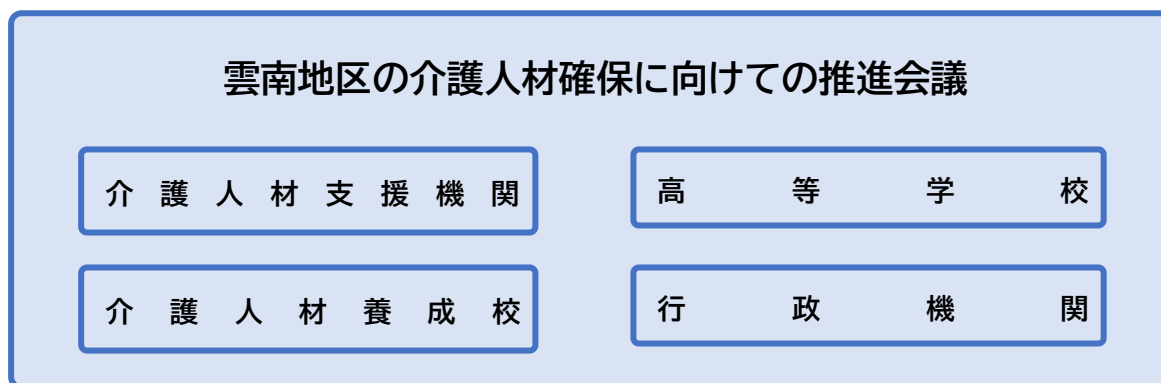 雲南地区の介護人材確保に向けての推進会議
介護人材支援機関
高等学校
介護人材養成校
行政機関